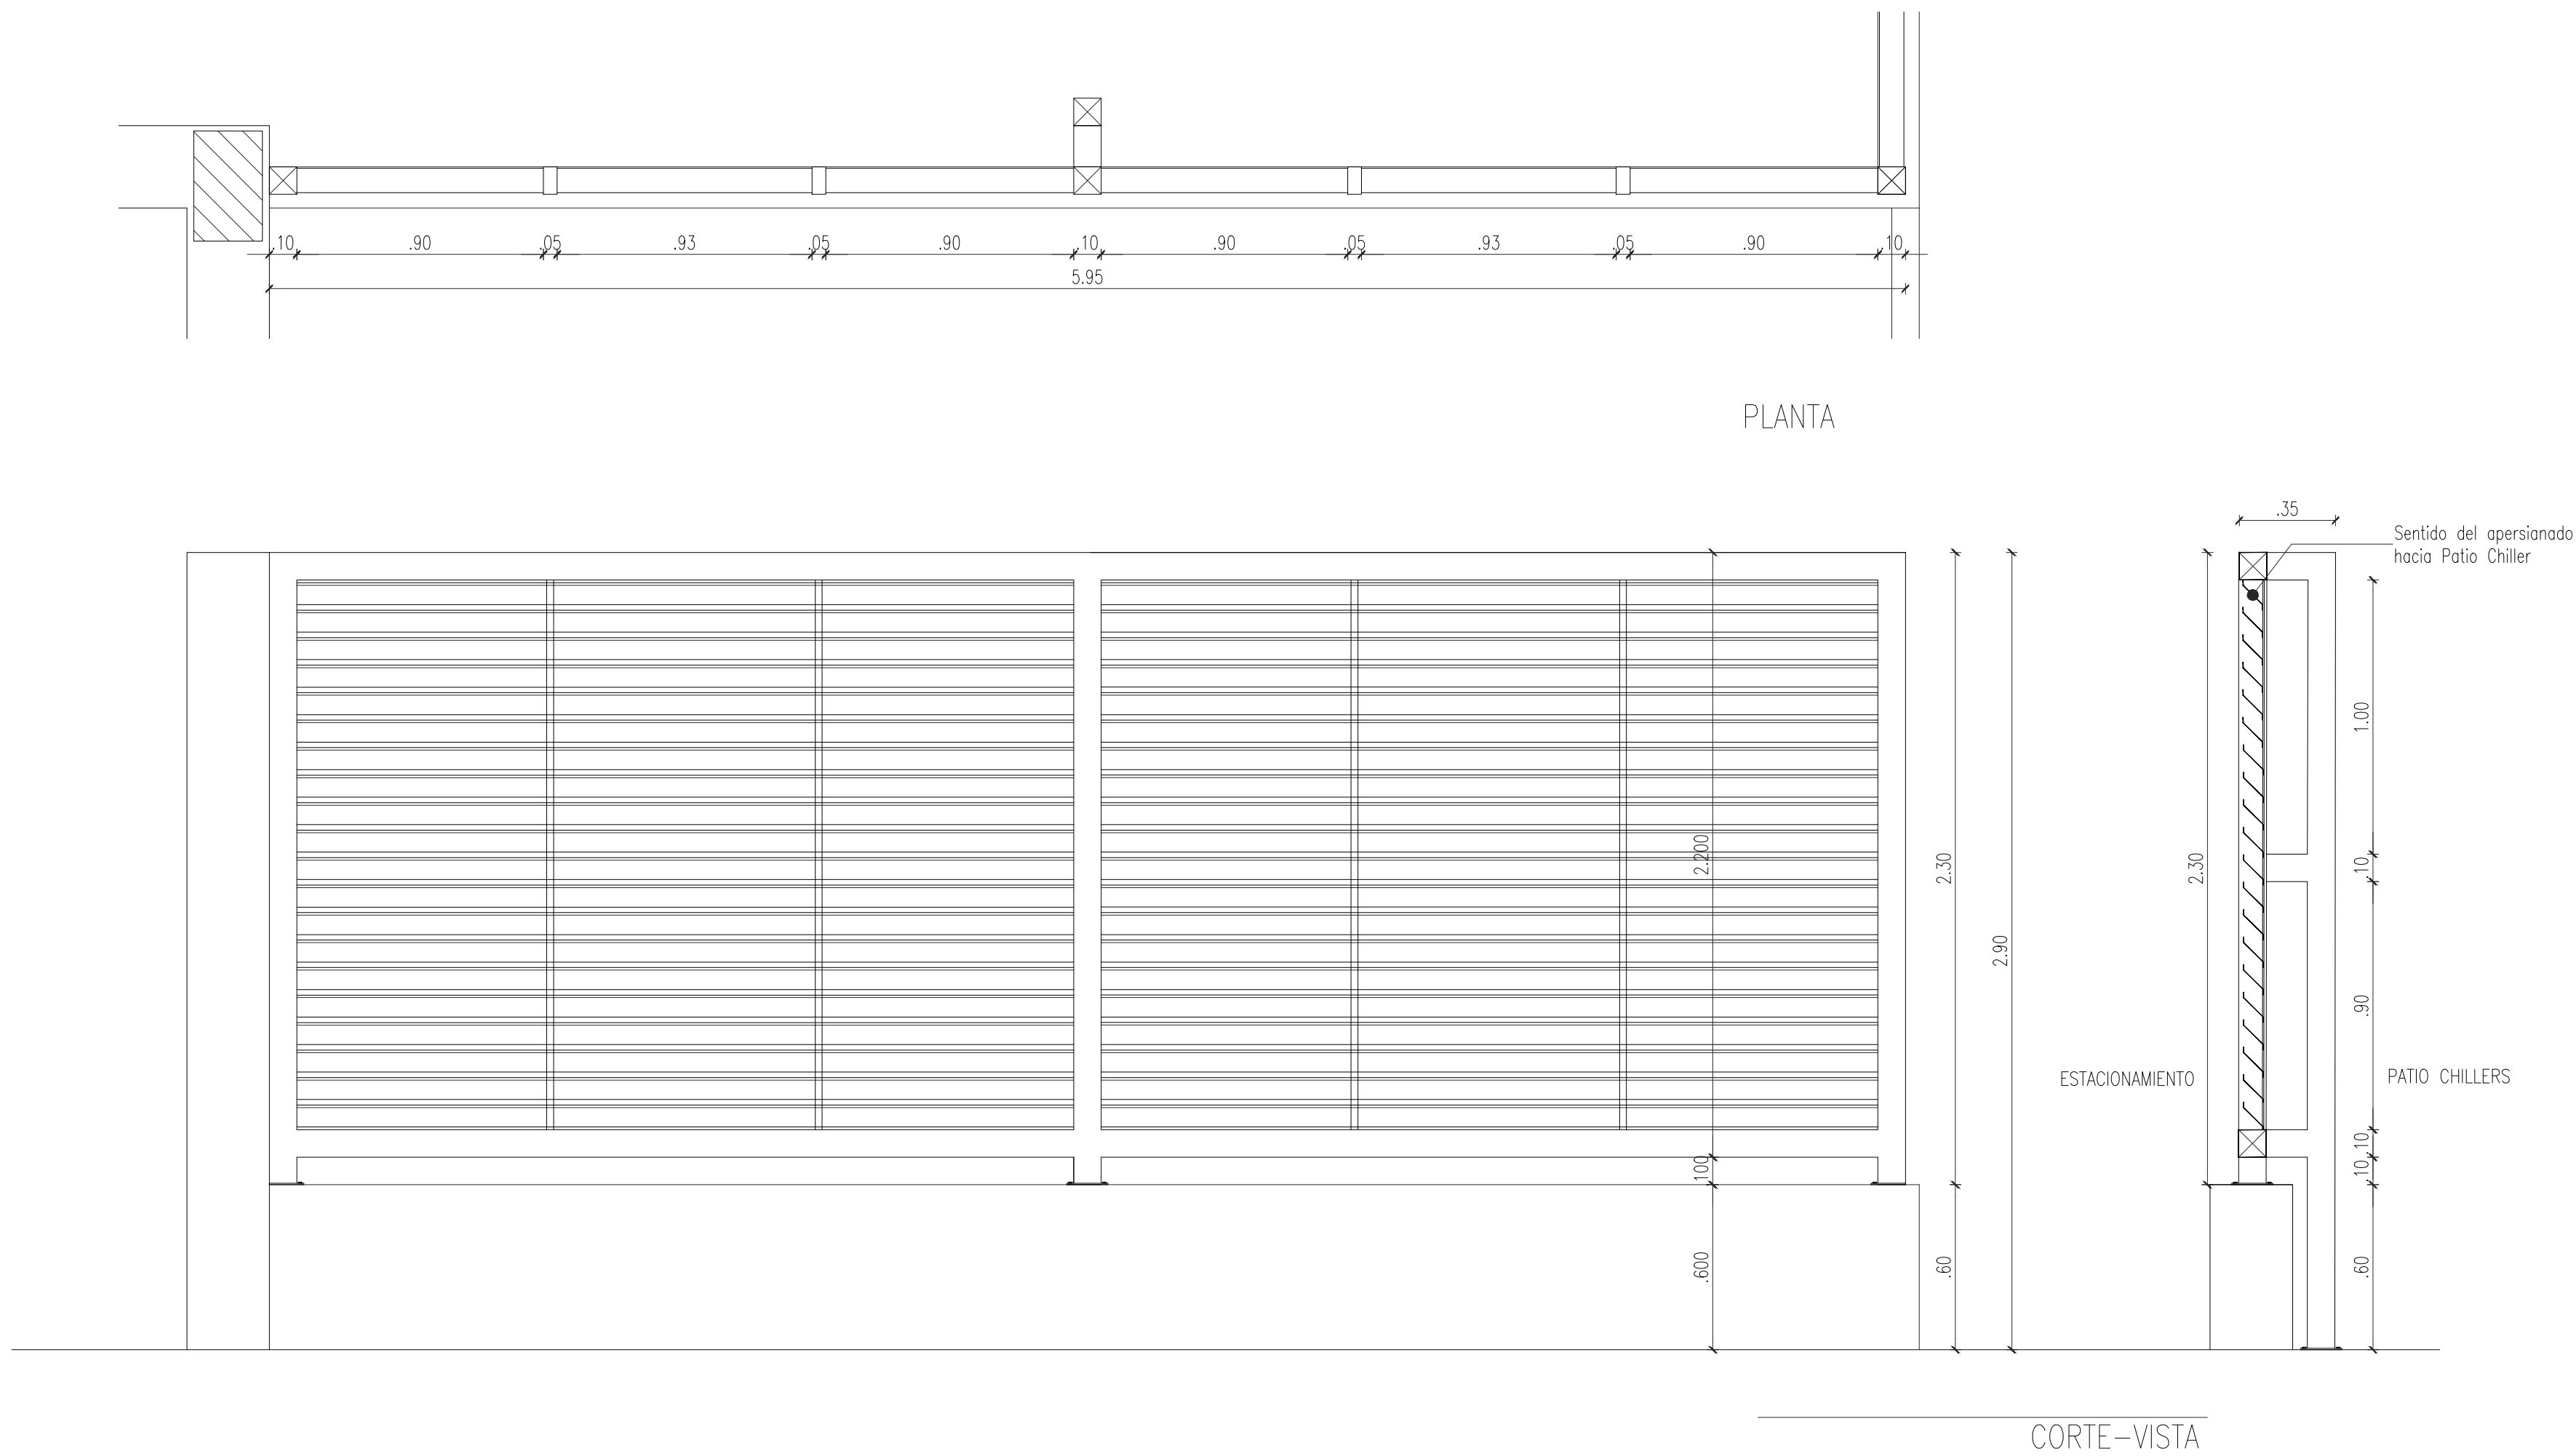 .10 .90 .05 .93 .05 .90 .10 .90 .05 .93 .05 .90 .10
5.95
PLANTA
.35
Sentido del apersianado
hacia Patio Chiller
2.200
.100
.600
2.30
.60
2.90
2.30
1.00
.10
.90
.10
.10
.60
ESTACIONAMIENTO
PATIO CHILLERS
CORTE-VISTA